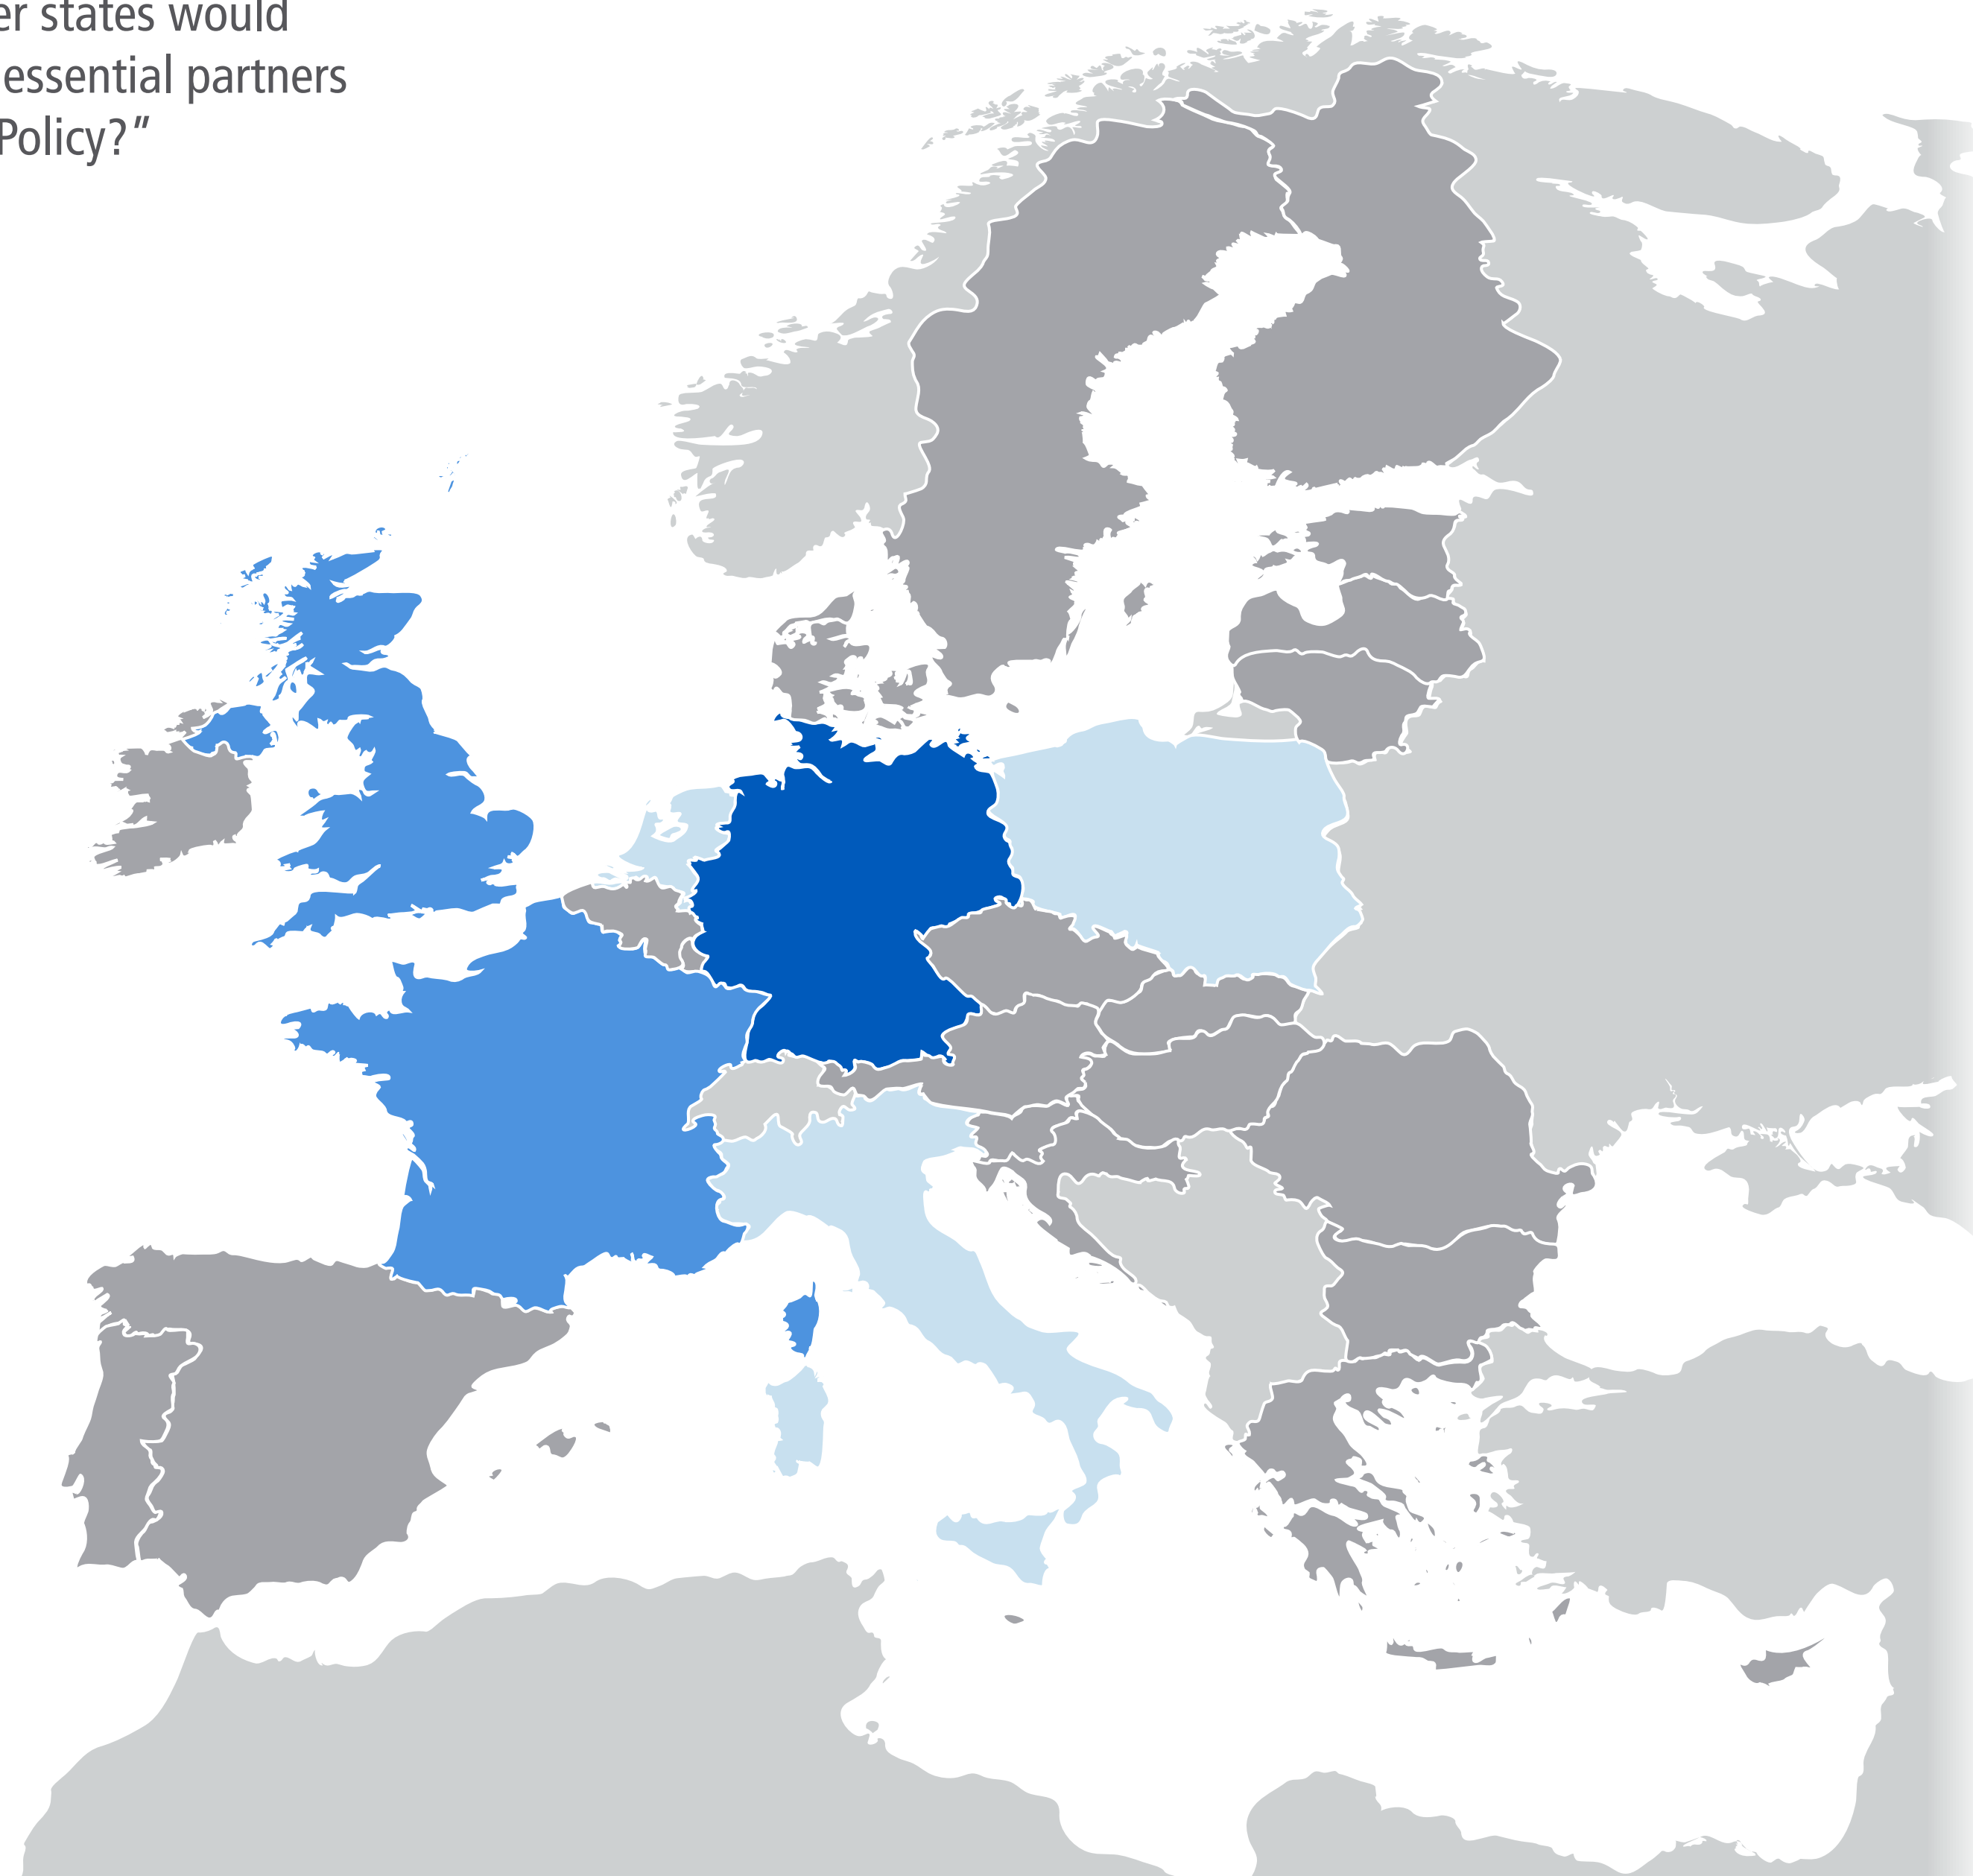 er states would
essential partners
Policy?“